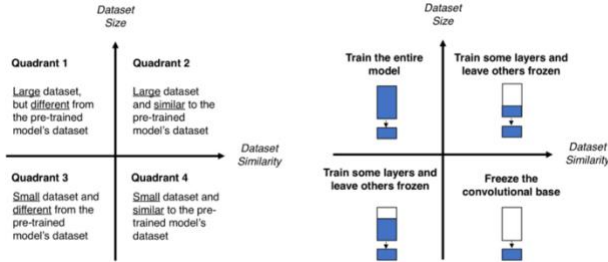 Dataset
Size
Quadrant 1
Large dataset,
but different from
the pre-trained
model's dataset
Quadrant 2
Large dataset
and similar to the
pre-trained
model's dataset
Dataset
Similarity
Quadrant 3
Small dataset and
different from the
pre-trained
model's dataset
Quadrant 4
Small dataset and
similar to the pre-
trained model's
dataset
Dataset
Size
Train the entire
model
Train some layers and
leave others frozen
Dataset
Similarity
Train some layers and
leave others frozen
Freeze the
convolutional base